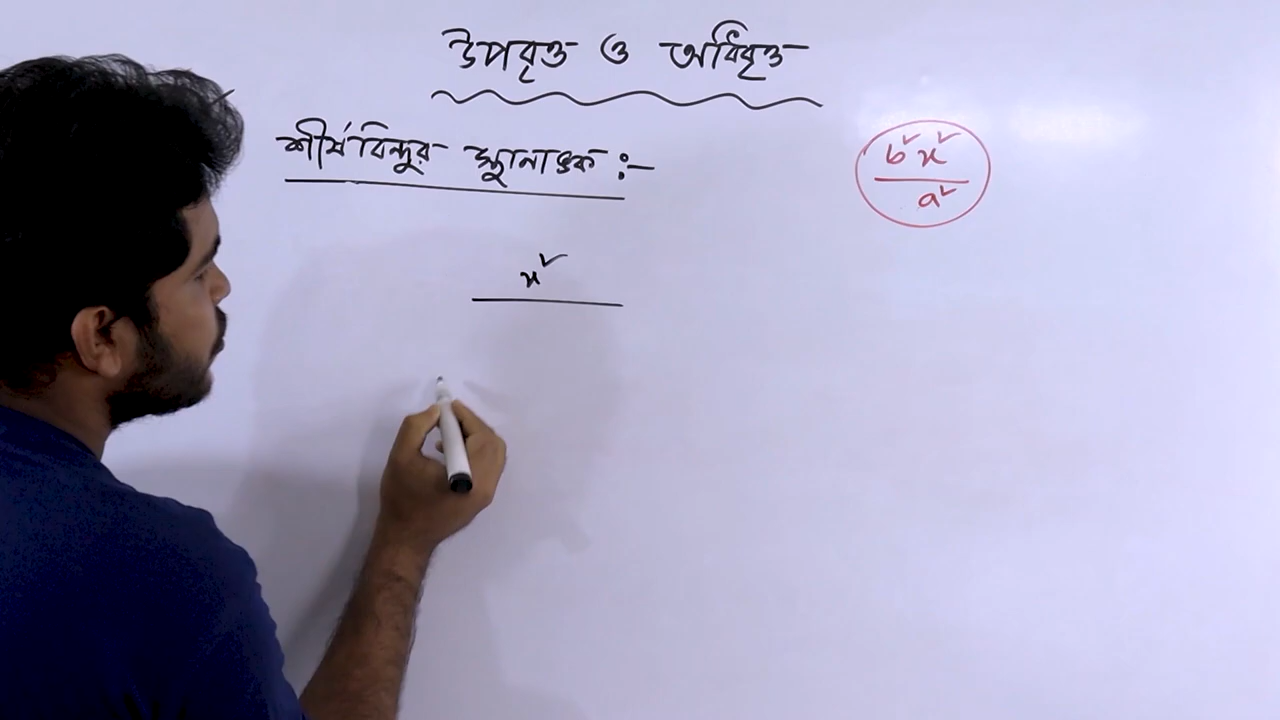 উপবৃত্ত ও অধিবৃত্ত
শীর্ষবিন্দুর স্থানাঙ্ক :-
x²
b²x²
a²